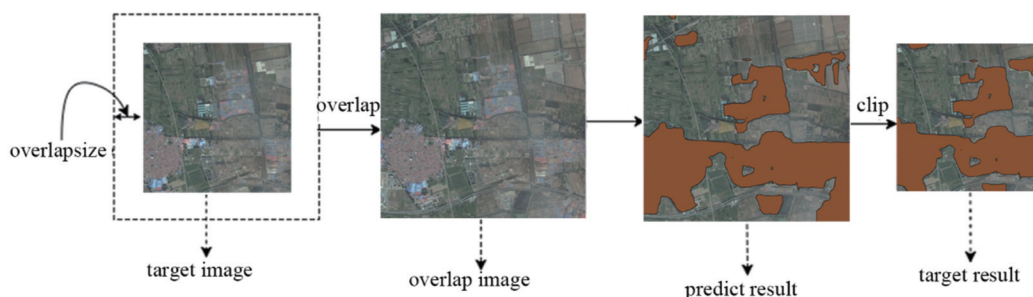 overlapsize
overlap
clip
target image
overlap image
predict result
target result